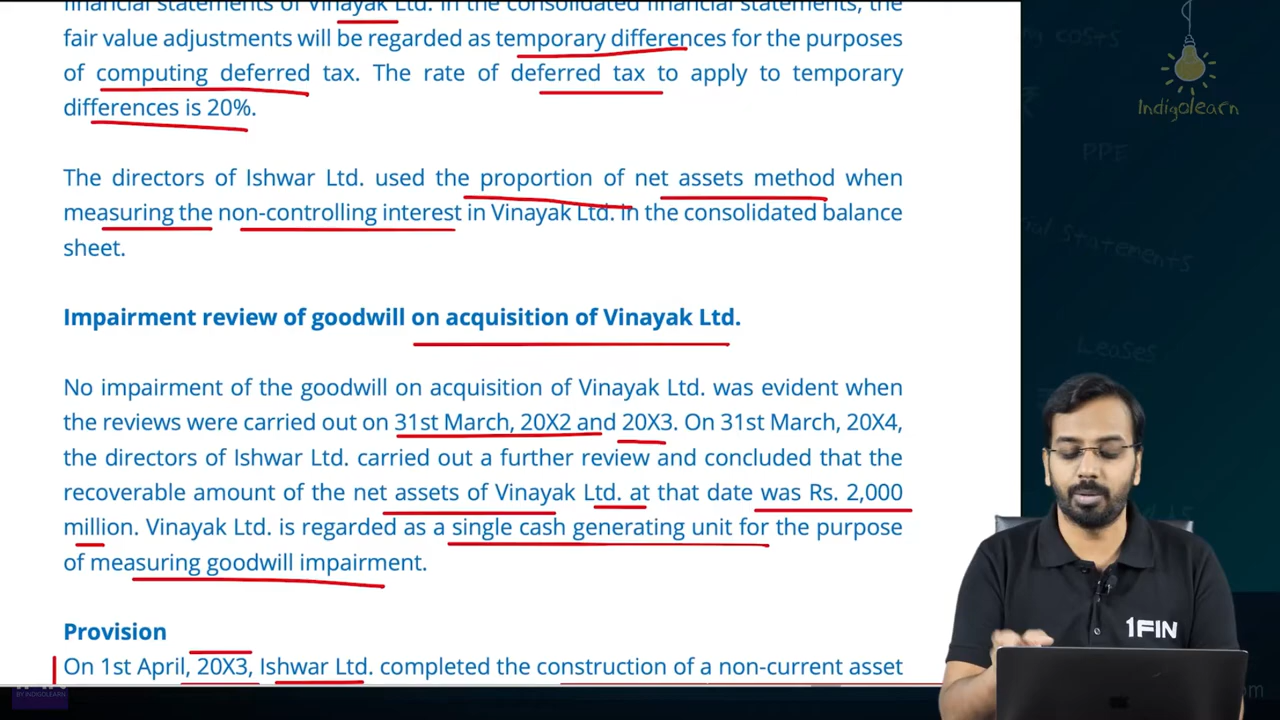 financial statements of Vinayak Ltd. In the consolidated financial statements, the
fair value adjustments will be regarded as temporary differences for the purposes
of computing deferred tax. The rate of deferred tax to apply to temporary
differences is 20%.
The directors of Ishwar Ltd. used the proportion of net assets method when
measuring the non-controlling interest in Vinayak Ltd. in the consolidated balance
sheet.
Impairment review of goodwill on acquisition of Vinayak Ltd.
No impairment of the goodwill on acquisition of Vinayak Ltd. was evident when
the reviews were carried out on 31st March, 20X2 and 20X3. On 31st March, 20X4,
the directors of Ishwar Ltd. carried out a further review and concluded that the
recoverable amount of the net assets of Vinayak Ltd. at that date was Rs. 2,000
million. Vinayak Ltd. is regarded as a single cash generating unit for the purpose
of measuring goodwill impairment.
Provision
On 1st April, 20X3, Ishwar Ltd. completed the construction of a non-current asset
Indigolearn
costs
PPE
Statements
Leases
1FIN
BY INDIGOLEARN